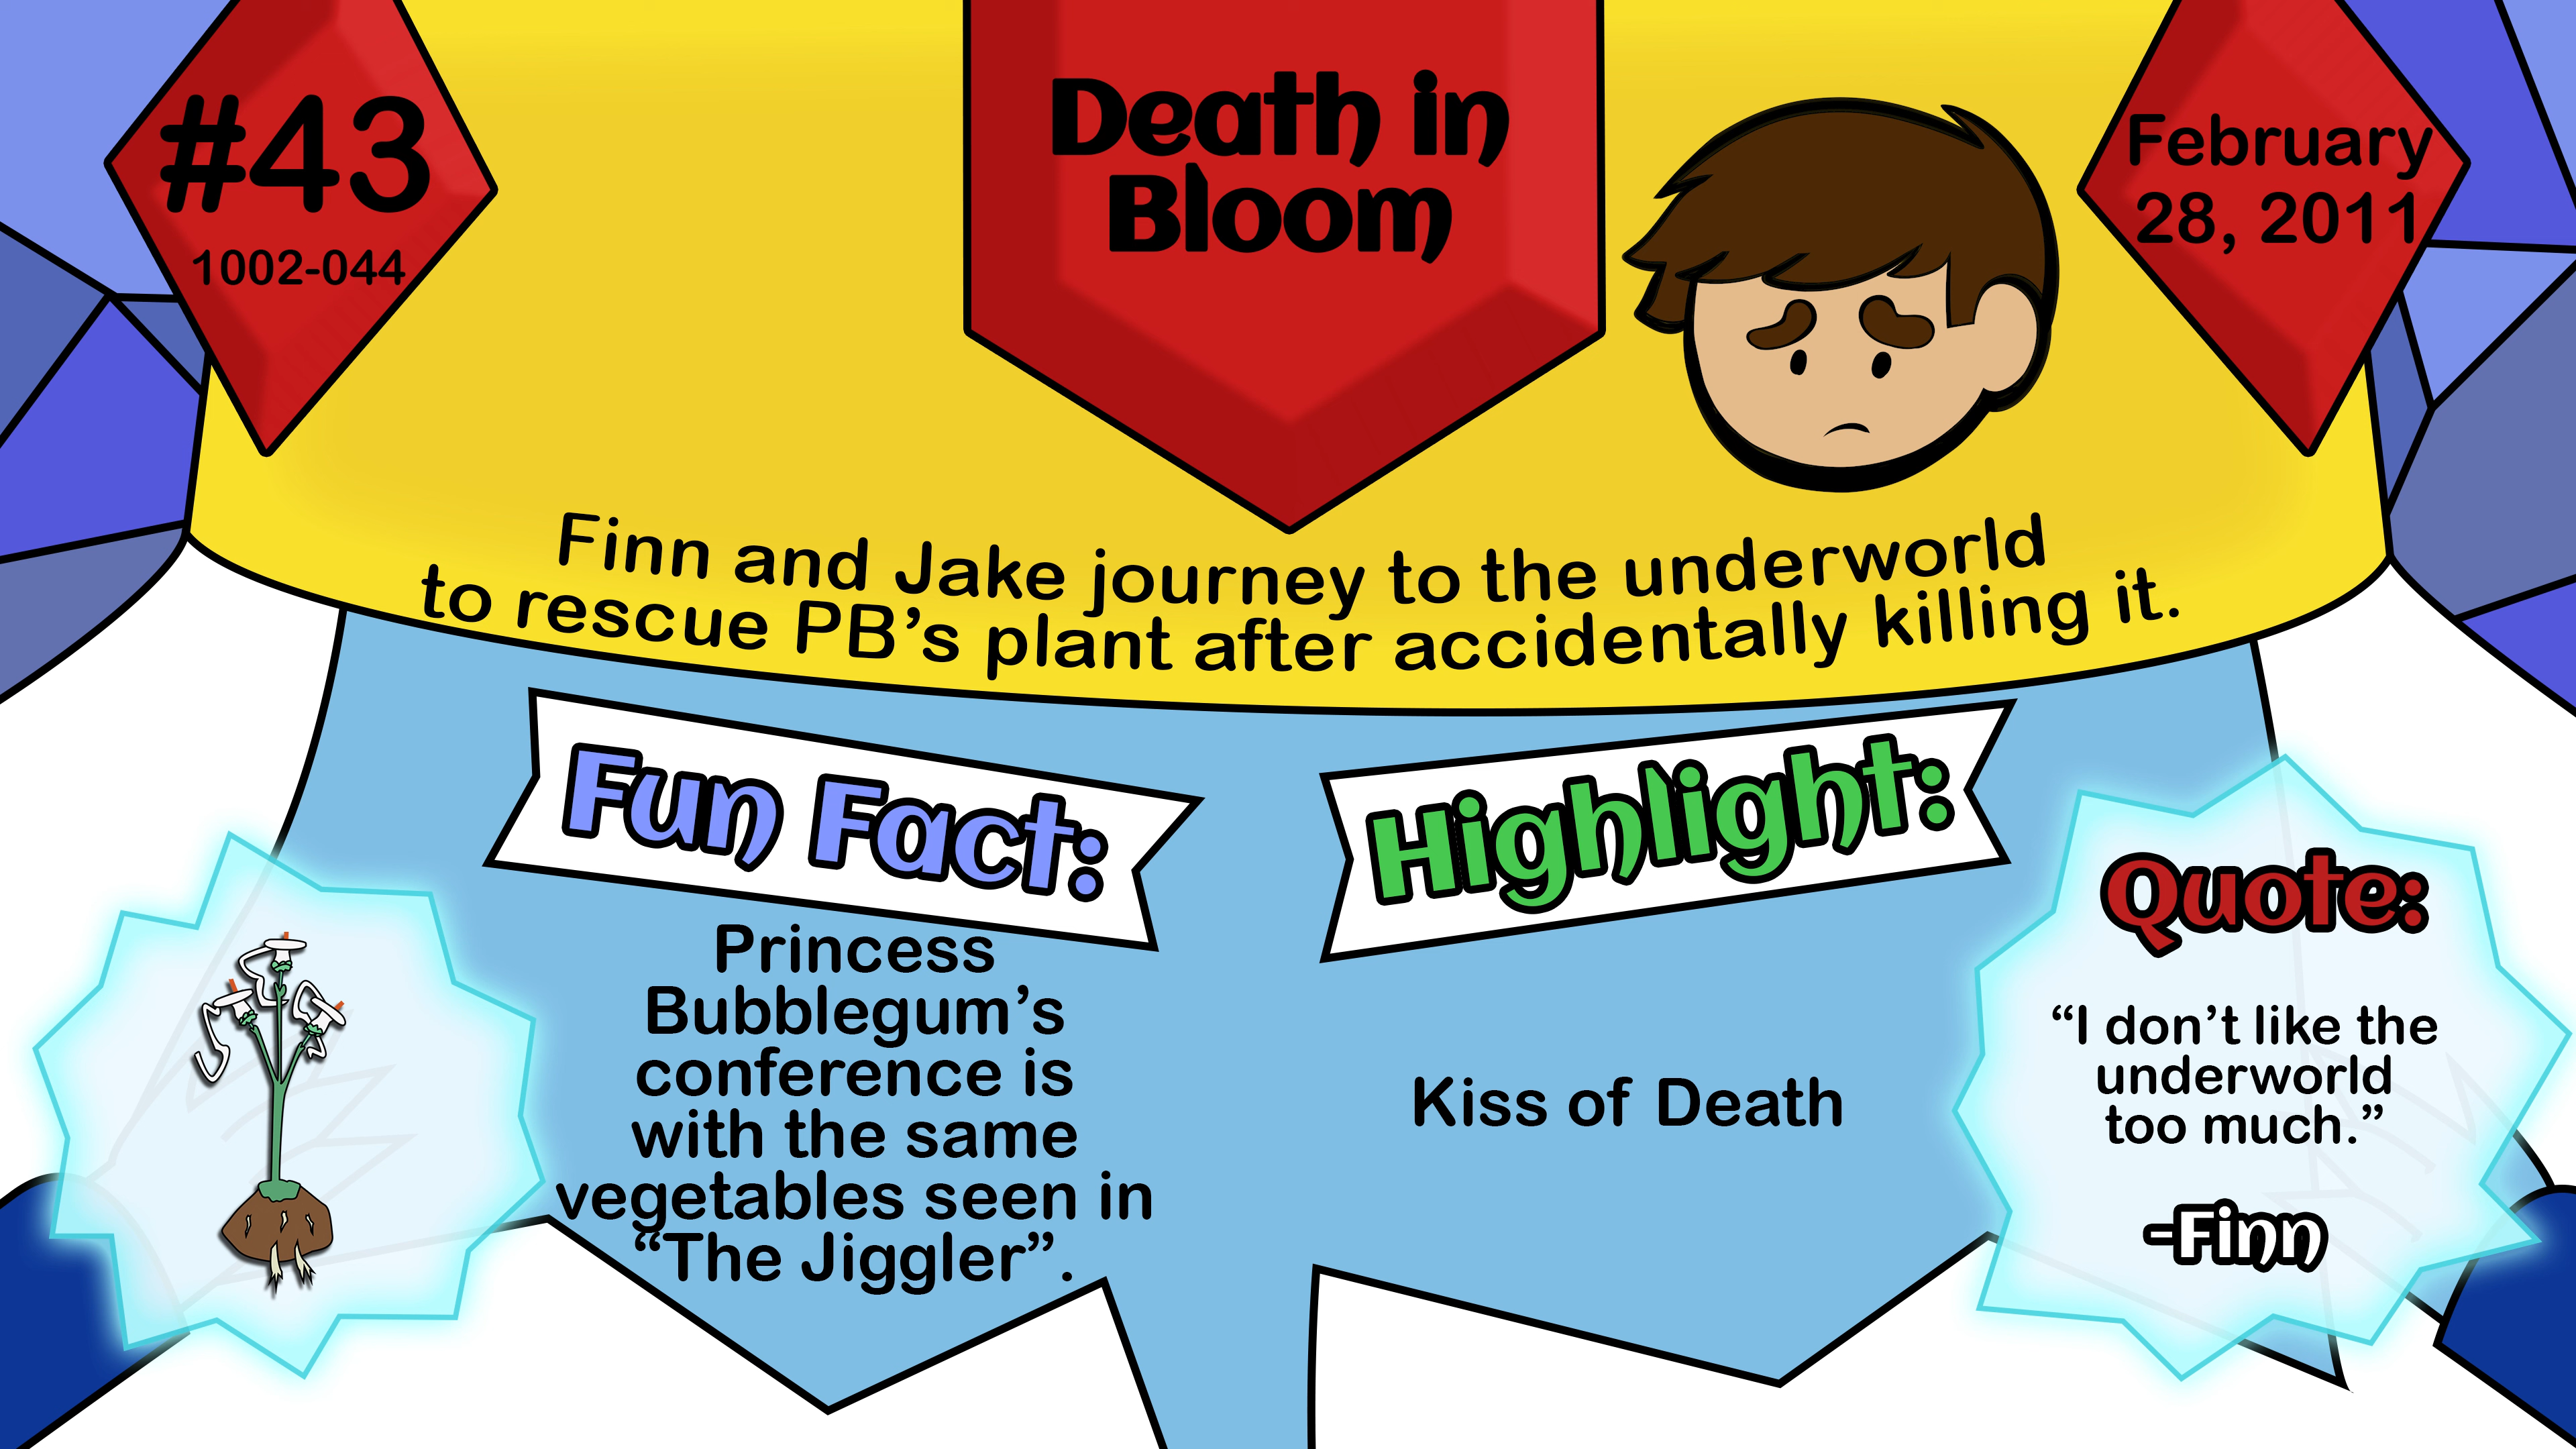 #43
1002-044
Death in
Bloom
February
28, 2011
Finn and Jake journey to the underworld
to rescue PB’s plant after accidentally killing it.
Fun Fact:
Princess
Bubblegum’s
conference is
with the same
vegetables seen in
“The Jiggler”.
Highlight:
Kiss of Death
Quote:
“I don’t like the
underworld
too much.”
-Finn